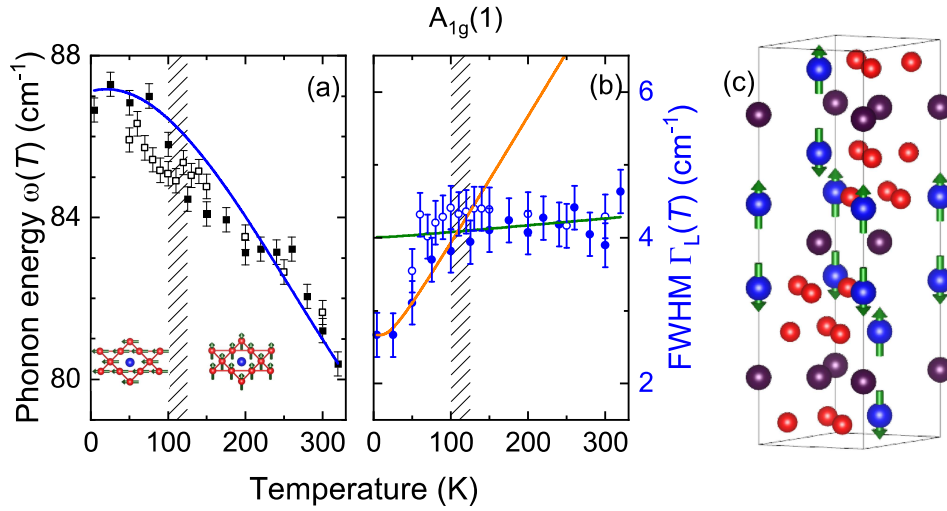 A1g(1)
(a)
(b)
(c)
Phonon energy ω(T) (cm-1)
88
84
80
0
100
200
300
0
100
200
300
6
4
2
FWHM ΓL(T) (cm-1)
Temperature (K)